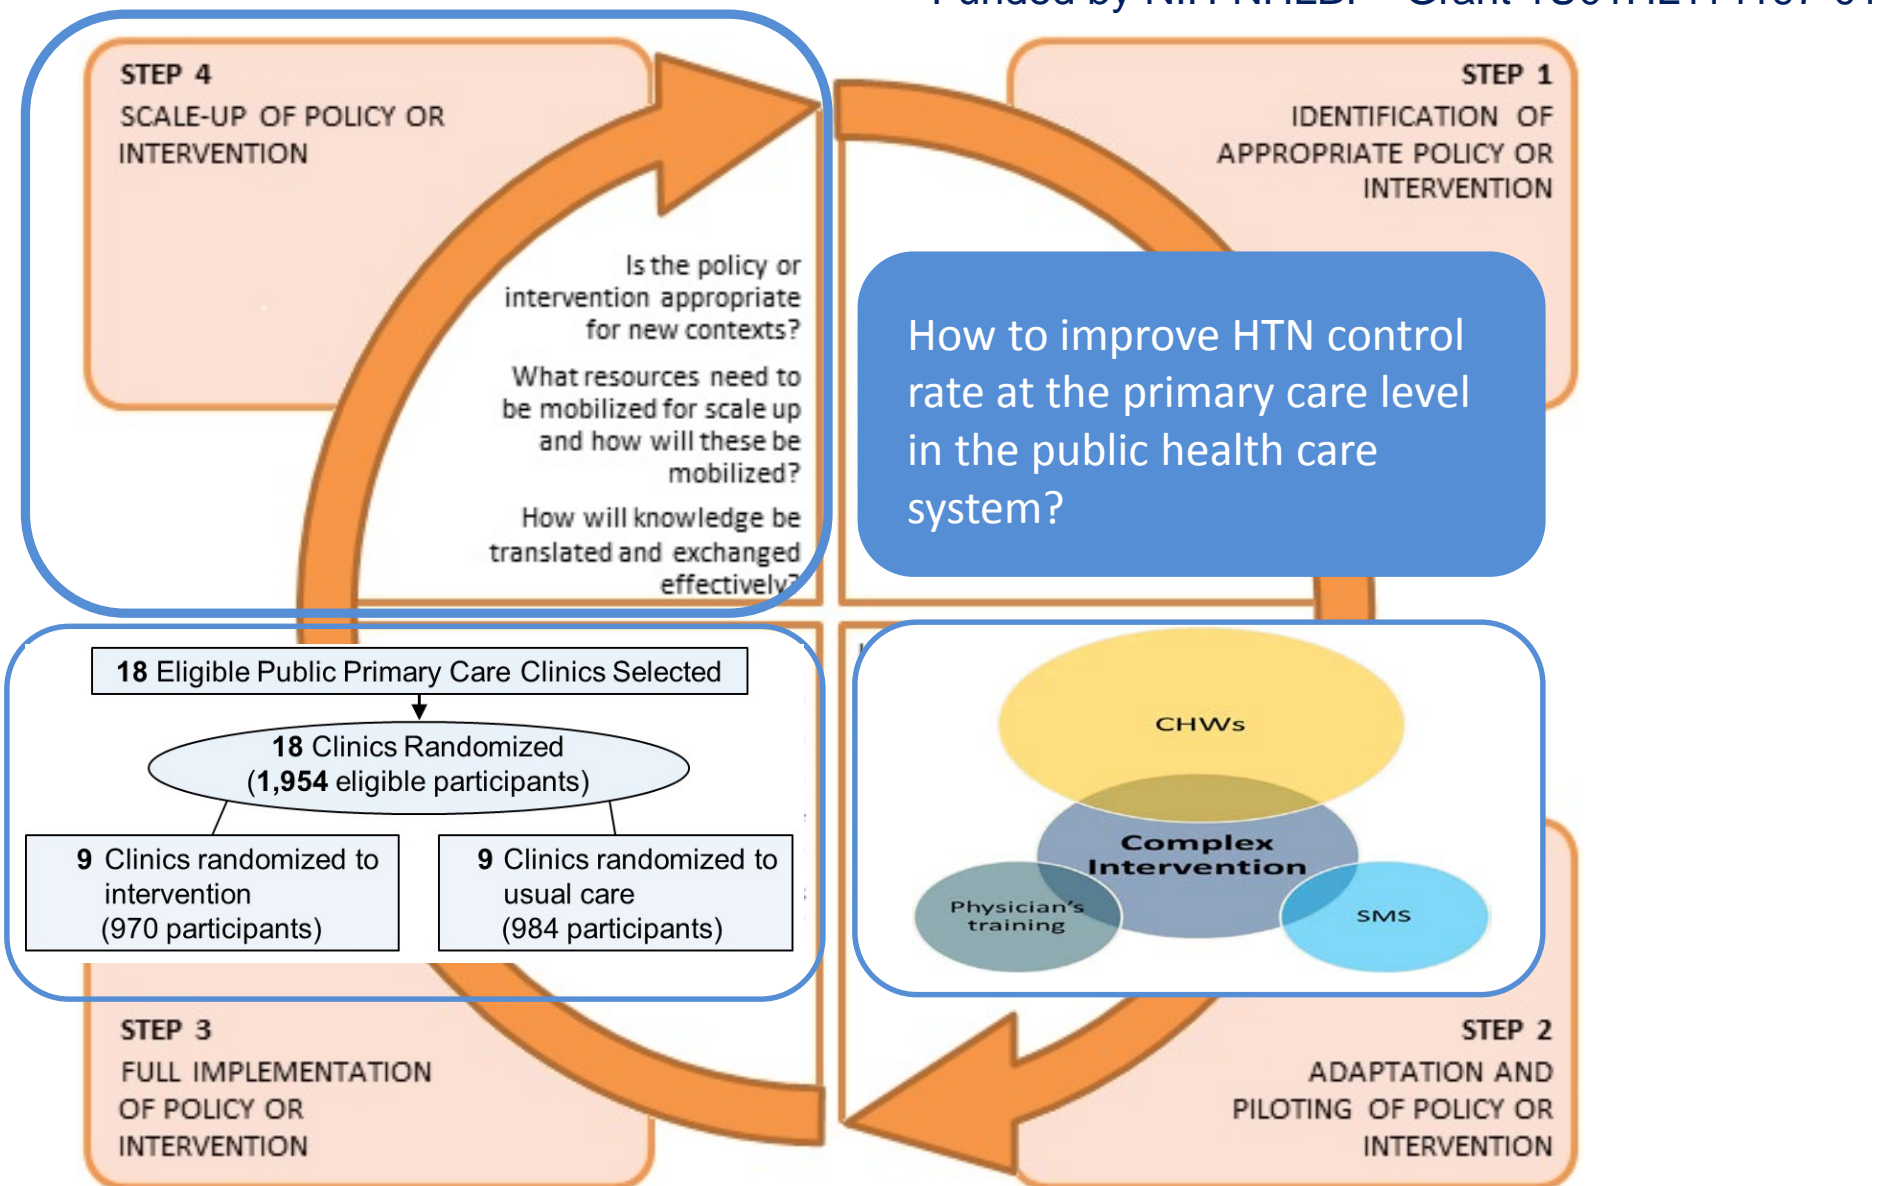 STEP 4
SCALE-UP OF POLICY OR
INTERVENTION
STEP 1
IDENTIFICATION OF
APPROPRIATE POLICY OR
INTERVENTION
Is the policy or
intervention appropriate
for new contexts?
What resources need to
be mobilized for scale up
and how will these be
mobilized?
How will knowledge be
translated and exchanged
effectively?
How to improve HTN control
rate at the primary care level
in the public health care
system?
18 Eligible Public Primary Care Clinics Selected
18 Clinics Randomized
(1,954 eligible participants)
9 Clinics randomized to
intervention
(970 participants)
9 Clinics randomized to
usual care
(984 participants)
CHWs
Complex
Intervention
Physician's
training
SMS
STEP 3
FULL IMPLEMENTATION
OF POLICY OR
INTERVENTION
STEP 2
ADAPTATION AND
PILOTING OF POLICY OR
INTERVENTION